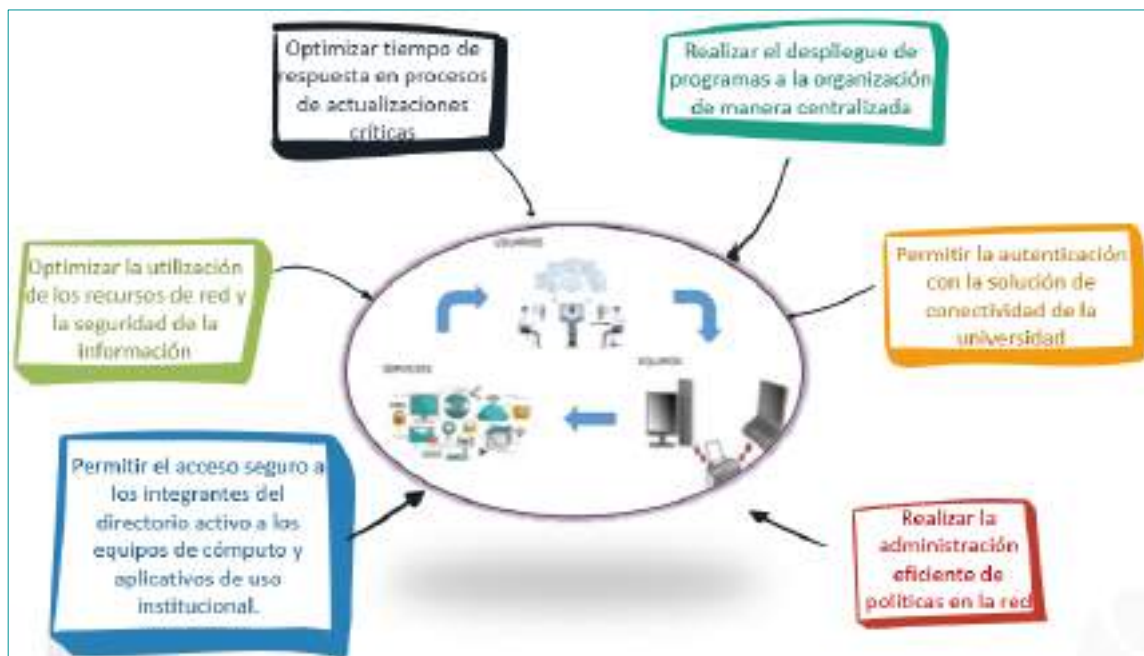 Optimizar tiempo de
respuesta en procesos
de actualizaciones
críticas
Realizar el despliegue de
programas a la organización
de manera centralizada
Optimizar la utilización
de los recursos de red y
la seguridad de la
información
Permitir la autenticación
con la solución de
conectividad de la
universidad
USUARIOS
SERVICIOS
EQUIPOS
Permitir el acceso seguro a
los integrantes del
directorio activo a los
equipos de cómputo y
aplicativos de uso
institucional.
Realizar la
administración
eficiente de
políticas en la red